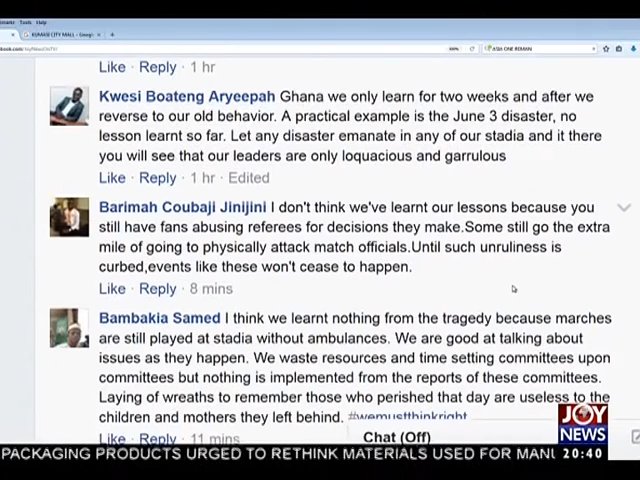 Tools Help
KUMASI CITY MALL - Googl
ASIA ONE REMAN
Like · Reply · 1 hr
Kwesi Boateng Aryeepah Ghana we only learn for two weeks and after we
reverse to our old behavior. A practical example is the June 3 disaster, no
lesson learnt so far. Let any disaster emanate in any of our stadia and it there
you will see that our leaders are only loquacious and garrulous
Like · Reply · 1 hr · Edited
Barimah Coubaji Jinijini I don't think we've learnt our lessons because you
still have fans abusing referees for decisions they make.Some still go the extra
mile of going to physically attack match officials.Until such unruliness is
curbed,events like these won't cease to happen.
Like · Reply · 8 mins
Bambakia Samed I think we learnt nothing from the tragedy because marches
are still played at stadia without ambulances. We are good at talking about
issues as they happen. We waste resources and time setting committees upon
committees but nothing is implemented from the reports of these committees.
Laying of wreaths to remember those who perished that day are useless to the
children and mothers they left behind. #wemustthinkright
Like · Reply · 11 mins
Chat (Off)
JOY
NEWS
PACKAGING PRODUCTS URGED TO RETHINK MATERIALS USED FOR MANU
20:40